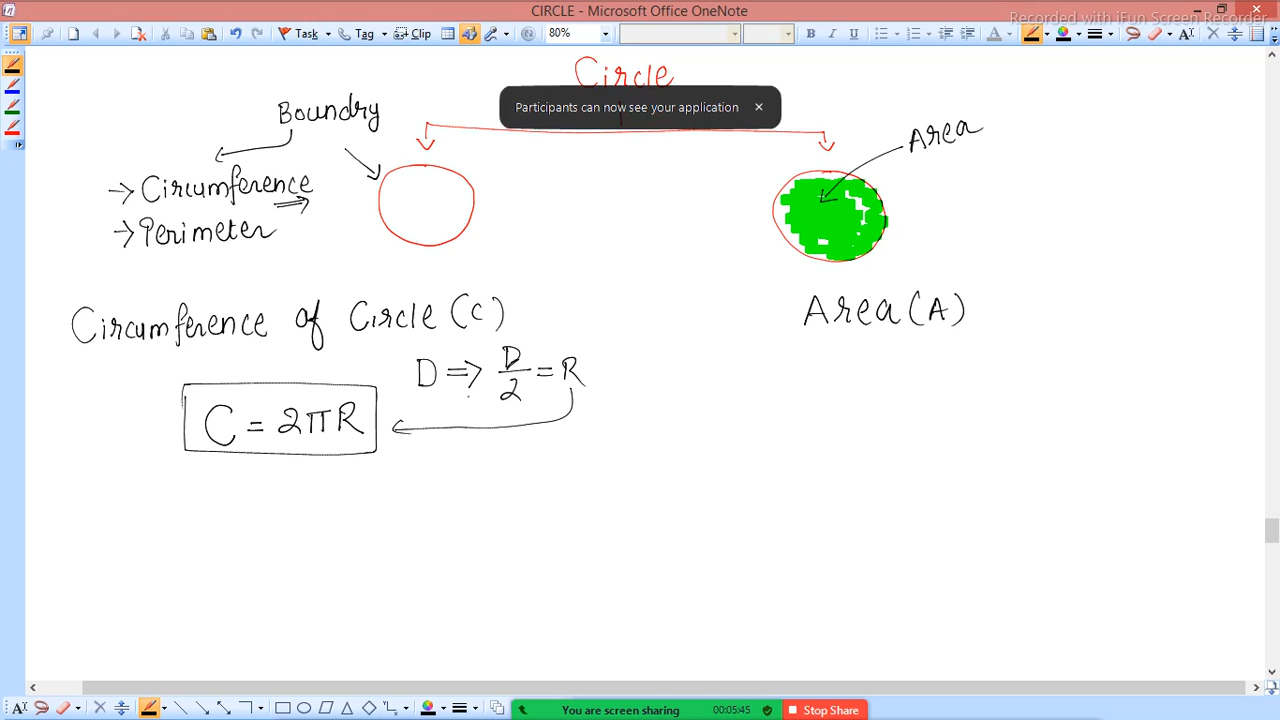 CIRCLE - Microsoft Office OneNote
Recorded with iFun Screen Recorder
Task Tag Clip 80% B I U
Circle
Participants can now see your application
Boundry
Area
→ Circumference
→ Perimeter
Circumference of Circle (C)
Area (A)
D ⇒ D/2 = R
C = 2πR
You are screen sharing 00:05:45 Stop Share